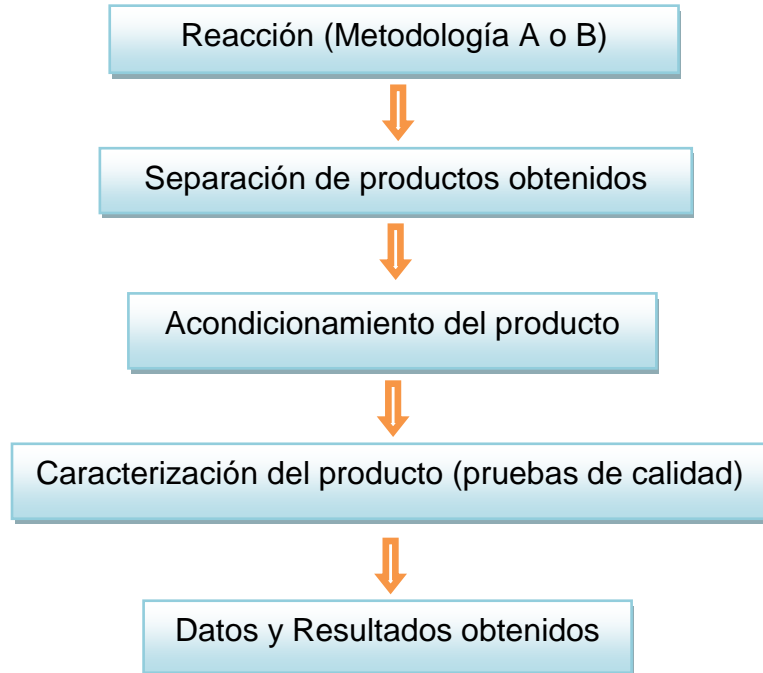 Reacción (Metodología A o B)
Separación de productos obtenidos
Acondicionamiento del producto
Caracterización del producto (pruebas de calidad)
Datos y Resultados obtenidos